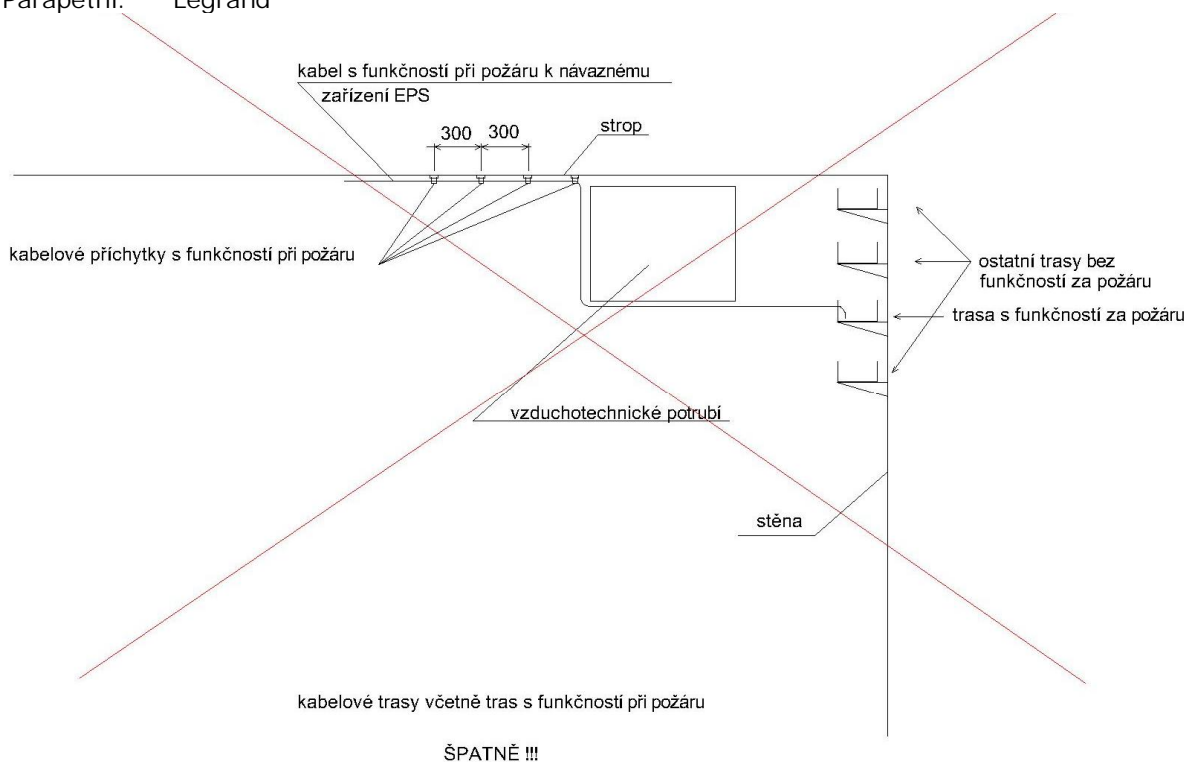 Parapetní: Legrand
kabel s funkčností při požáru k návaznému
zařízení EPS
300 300
strop
kabelové příchytky s funkčností při požáru
ostatní trasy bez
funkčností za požáru
trasa s funkčností za požáru
vzduchotechnické potrubí
stěna
kabelové trasy včetně tras s funkčností při požáru
ŠPATNĚ !!!